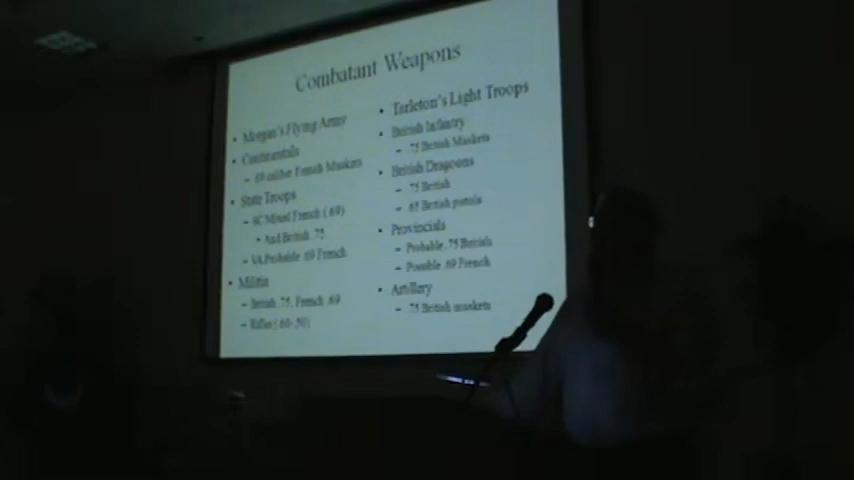 Combatant Weapons
• Morgan's Flying Army
• Continentals
– .69 caliber French Muskets
• State Troops
– SC Mixed French (.69)
• And British .75
– VA Probable .69 French
• Militia
– British .75, French .69
– Rifles (.60-.50)
• Tarleton's Light Troops
• British Infantry
– .75 British Muskets
• British Dragoons
– .75 British
– .65 British pistols
• Provincials
– Probable .75 British
– Possible .69 French
• Artillery
– .75 British muskets